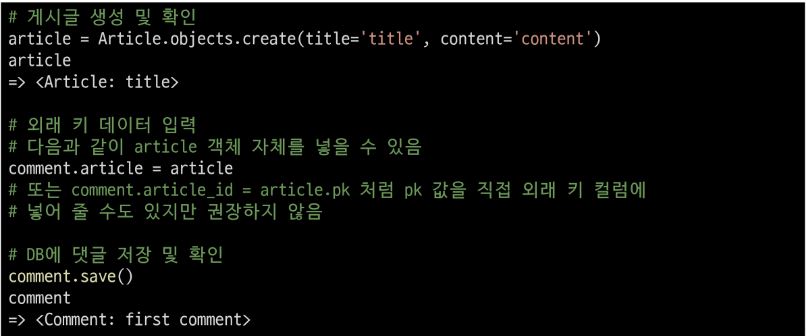 # 게시글 생성 및 확인
article = Article.objects.create(title='title', content='content')
article
=> <Article: title>
# 외래 키 데이터 입력
# 다음과 같이 article 객체 자체를 넣을 수 있음
comment.article = article
# 또는 comment.article_id = article.pk 처럼 pk 값을 직접 외래 키 컬럼에
# 넣어 줄 수도 있지만 권장하지 않음
# DB에 댓글 저장 및 확인
comment.save()
comment
=> <Comment: first comment>